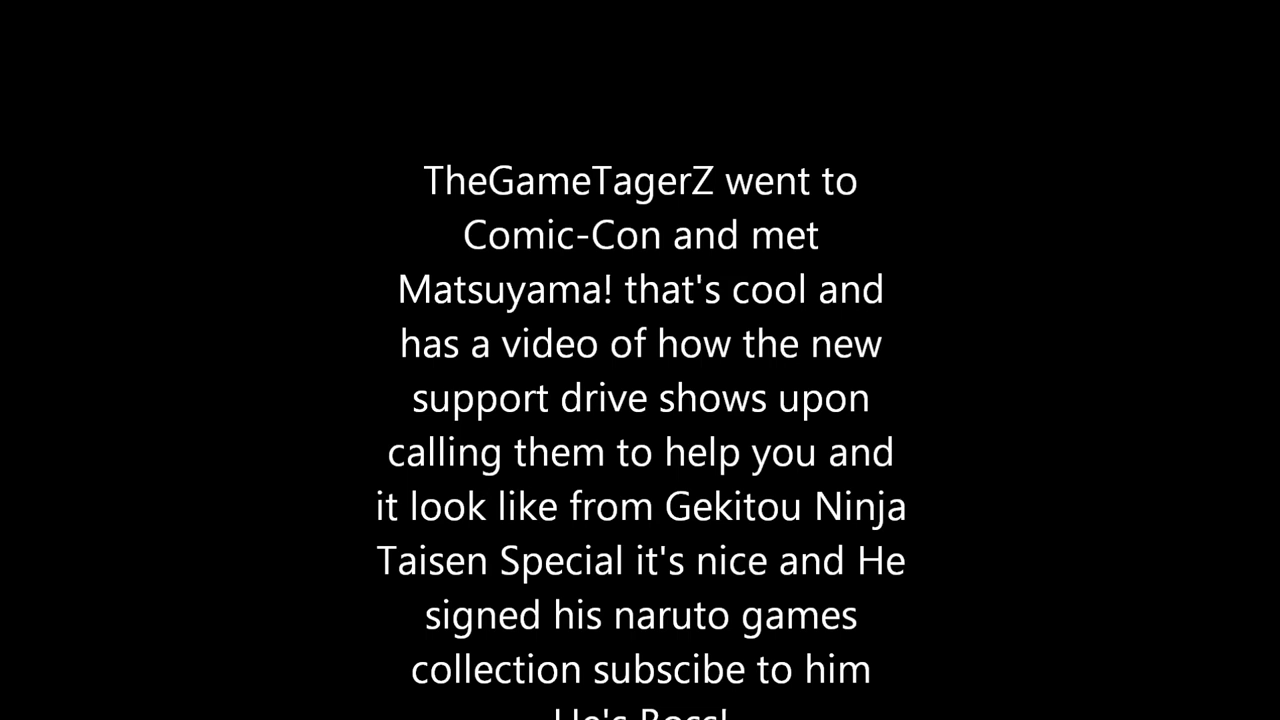 TheGameTagerZ went to
Comic-Con and met
Matsuyama! that's cool and
has a video of how the new
support drive shows upon
calling them to help you and
it look like from Gekitou Ninja
Taisen Special it's nice and He
signed his naruto games
collection subscibe to him
He's Boss!